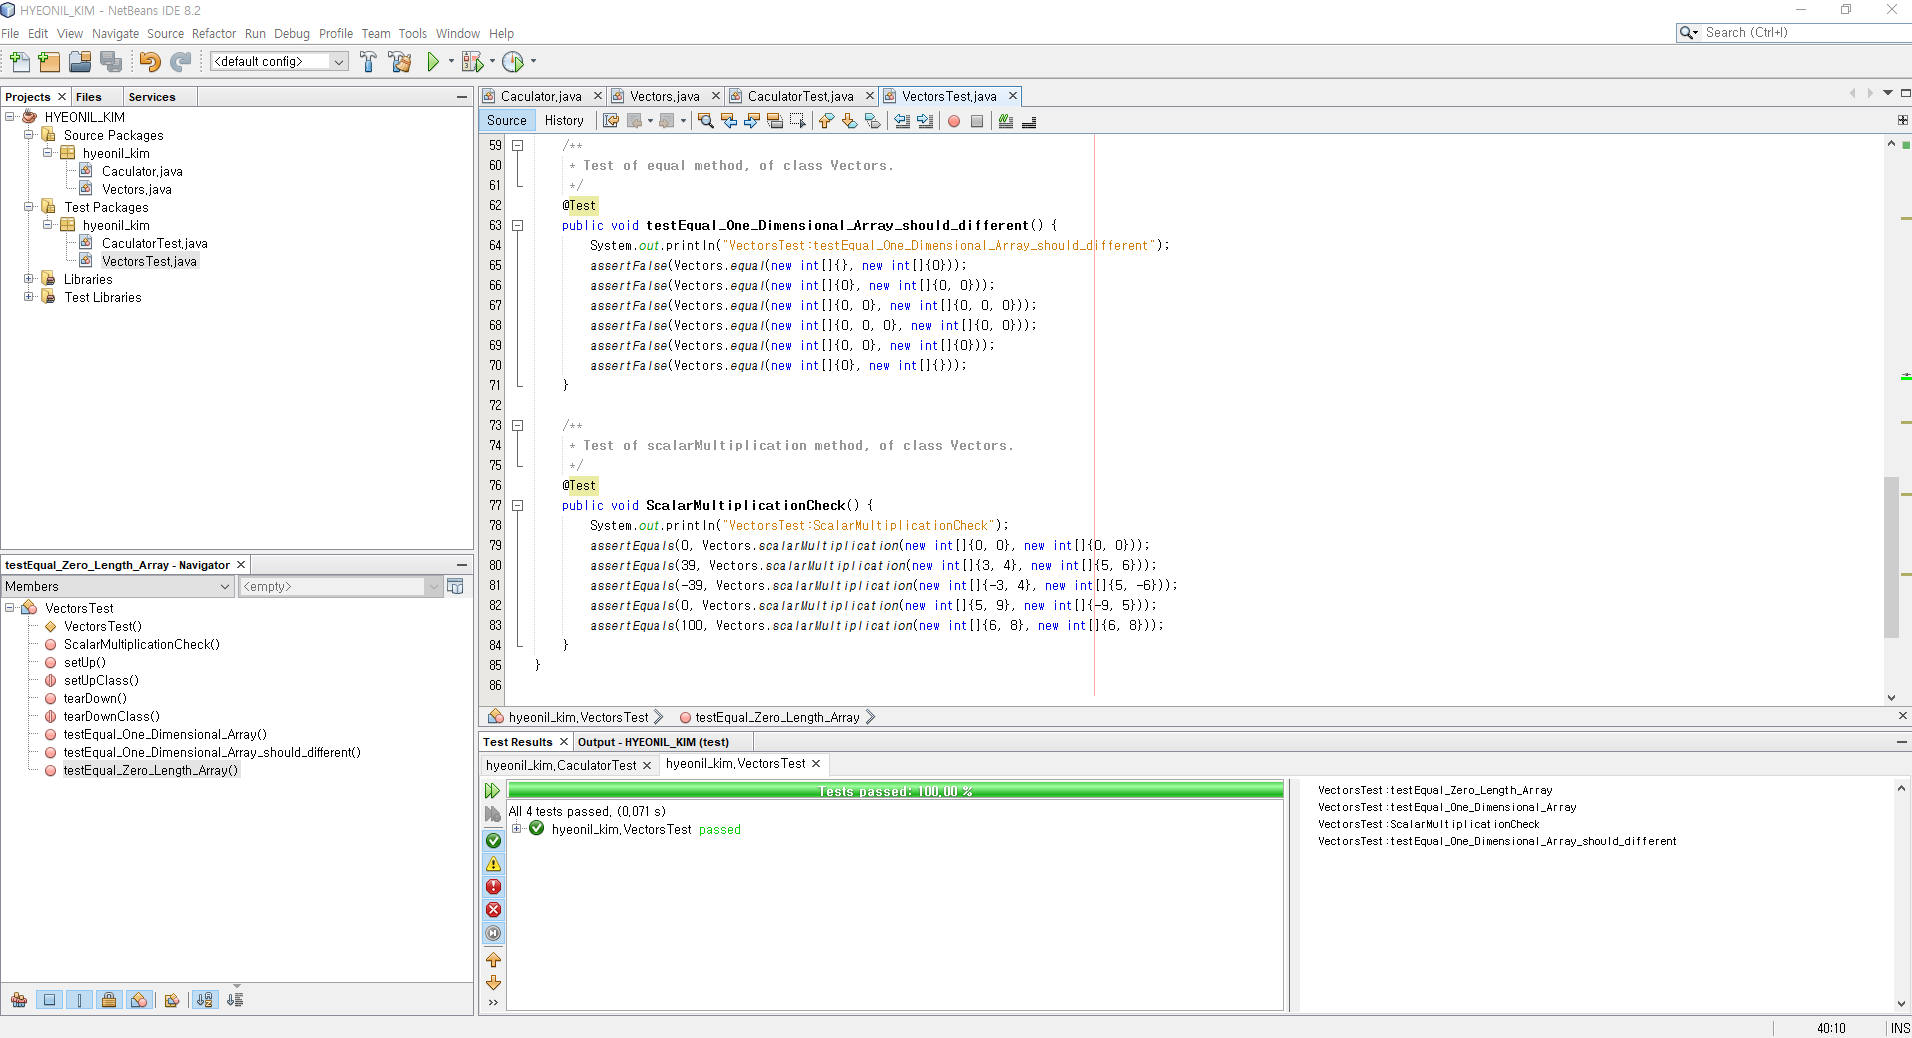 HYEONIL_KIM - NetBeans IDE 8.2
File Edit View Navigate Source Refactor Run Debug Profile Team Tools Window Help
Search (Ctrl+I)
<default config>
Projects Files Services
HYEONIL_KIM
Source Packages
hyeonil_kim
Caculator.java
Vectors.java
Test Packages
hyeonil_kim
CaculatorTest.java
VectorsTest.java
Libraries
Test Libraries
testEqual_Zero_Length_Array - Navigator
Members
<empty>
VectorsTest
VectorsTest()
ScalarMultiplicationCheck()
setUp()
setUpClass()
tearDown()
tearDownClass()
testEqual_One_Dimensional_Array()
testEqual_One_Dimensional_Array_should_different()
testEqual_Zero_Length_Array()
Caculator.java Vectors.java CaculatorTest.java VectorsTest.java
Source History
59 /**
60 * Test of equal method, of class Vectors.
61 */
62 @Test
63 public void testEqual_One_Dimensional_Array_should_different() {
64 System.out.println("VectorsTest:testEqual_One_Dimensional_Array_should_different");
65 assertFalse(Vectors.equal(new int[]{}, new int[]{0}));
66 assertFalse(Vectors.equal(new int[]{0}, new int[]{0, 0}));
67 assertFalse(Vectors.equal(new int[]{0, 0}, new int[]{0, 0, 0}));
68 assertFalse(Vectors.equal(new int[]{0, 0, 0}, new int[]{0, 0}));
69 assertFalse(Vectors.equal(new int[]{0, 0}, new int[]{0}));
70 assertFalse(Vectors.equal(new int[]{0}, new int[]{}));
71 }
72
73 /**
74 * Test of scalarMultiplication method, of class Vectors.
75 */
76 @Test
77 public void ScalarMultiplicationCheck() {
78 System.out.println("VectorsTest:ScalarMultiplicationCheck");
79 assertEquals(0, Vectors.scalarMultiplication(new int[]{0, 0}, new int[]{0, 0}));
80 assertEquals(39, Vectors.scalarMultiplication(new int[]{3, 4}, new int[]{5, 6}));
81 assertEquals(-39, Vectors.scalarMultiplication(new int[]{-3, 4}, new int[]{5, -6}));
82 assertEquals(0, Vectors.scalarMultiplication(new int[]{5, 9}, new int[]{-9, 5}));
83 assertEquals(100, Vectors.scalarMultiplication(new int[]{6, 8}, new int[]{6, 8}));
84 }
85 }
86
hyeonil_kim.VectorsTest testEqual_Zero_Length_Array
Test Results Output - HYEONIL_KIM (test)
hyeonil_kim.CaculatorTest hyeonil_kim.VectorsTest
Tests passed: 100.00 %
All 4 tests passed. (0.071 s)
hyeonil_kim.VectorsTest passed
VectorsTest:testEqual_Zero_Length_Array
VectorsTest:testEqual_One_Dimensional_Array
VectorsTest:ScalarMultiplicationCheck
VectorsTest:testEqual_One_Dimensional_Array_should_different
40:10 INS